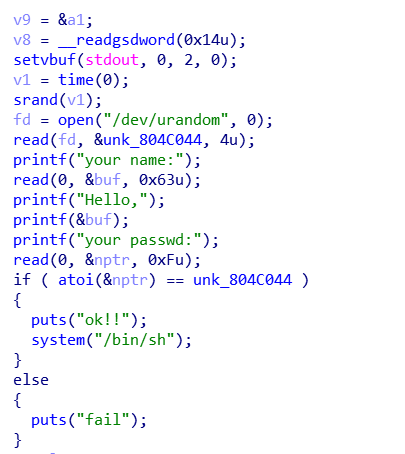 v9 = &a1;
v8 = __readgsdword(0x14u);
setvbuf(stdout, 0, 2, 0);
v1 = time(0);
srand(v1);
fd = open("/dev/urandom", 0);
read(fd, &unk_804C044, 4u);
printf("your name:");
read(0, &buf, 0x63u);
printf("Hello,");
printf(&buf);
printf("your passwd:");
read(0, &nptr, 0xFu);
if ( atoi(&nptr) == unk_804C044 )
{
  puts("ok!!");
  system("/bin/sh");
}
else
{
  puts("fail");
}